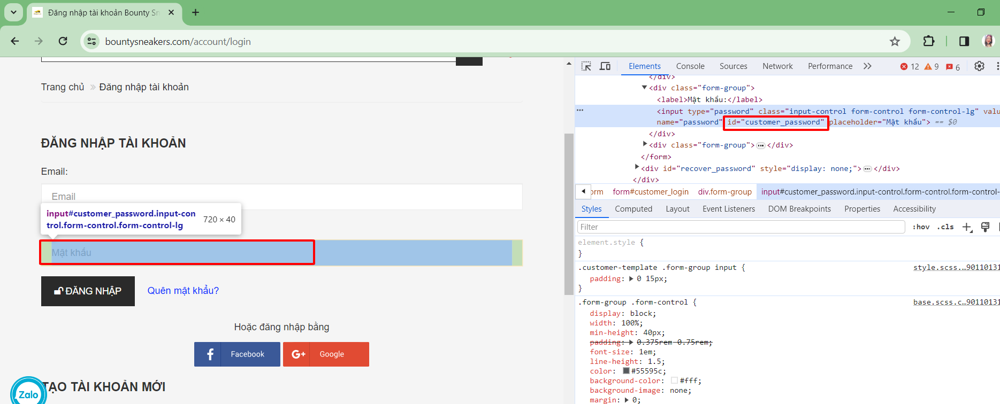 Đăng nhập tài khoản Bounty Sn
bountysneakers.com/account/login
Trang chủ » Đăng nhập tài khoản
ĐĂNG NHẬP TÀI KHOẢN
Email:
Email
input#customer_password.input-con
trol.form-control.form-control-lg
720 × 40
Mật khẩu
ĐĂNG NHẬP
Quên mật khẩu?
Hoặc đăng nhập bằng
Facebook
G+ Google
TẠO TÀI KHOẢN MỚI
Zalo
Elements Console Sources Network Performance 12 9 6
</div>
▼<div class="form-group">
<label>Mật khẩu:</label>
<input type="password" class="input-control form-control form-control-lg" valu
name="password" id="customer_password" placeholder="Mật khẩu"> == $0
</div>
▶<div class="form-group">…</div>
</form>
▶<div id="recover_password" style="display: none;">…</div>
</div>
orm form#customer_login div.form-group input#customer_password.input-control.form-control.form-control-
Styles Computed Layout Event Listeners DOM Breakpoints Properties Accessibility
Filter :hov .cls
element.style {
}
.customer-template .form-group input { style.scss.…90110131
padding: ▶ 0 15px;
}
.form-group .form-control { base.scss.c…90110131
display: block;
width: 100%;
min-height: 40px;
padding: ▶ 0.375rem 0.75rem;
font-size: 1em;
line-height: 1.5;
color: #55595c;
background-color: #fff;
background-image: none;
margin: ▶ 0;